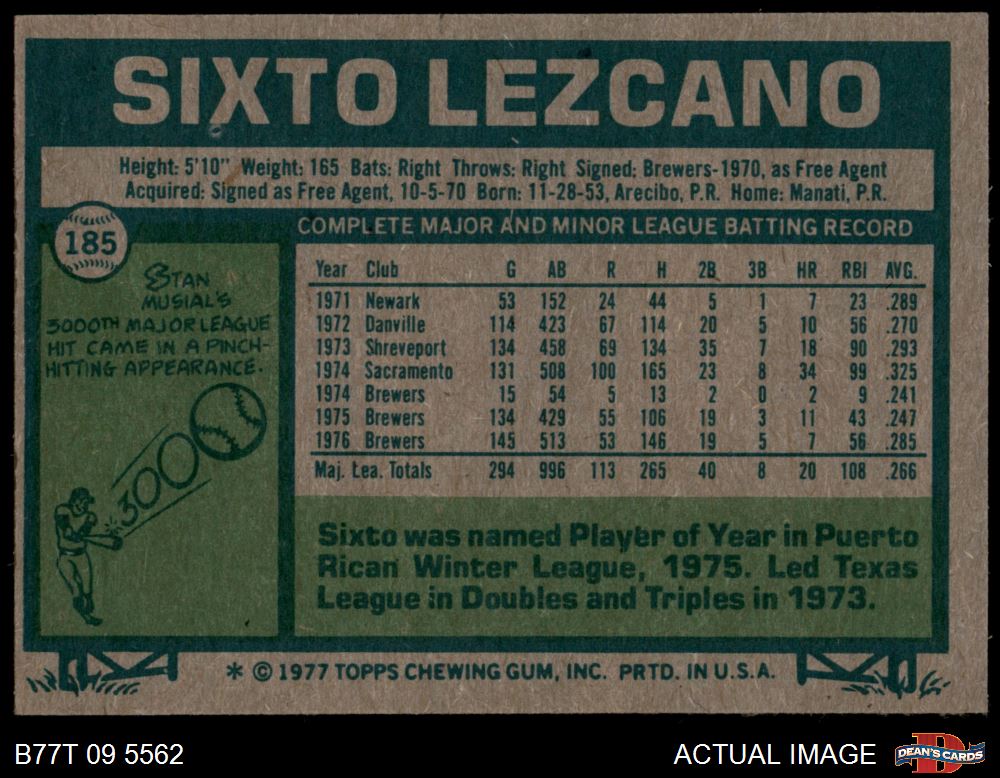 SIXTO LEZCANO
Height: 5'10" Weight: 165 Bats: Right Throws: Right Signed: Brewers-1970, as Free Agent
Acquired: Signed as Free Agent, 10-5-70 Born: 11-28-53, Arecibo, P.R. Home: Manati, P.R.
185
STAN
MUSIAL'S
3000TH MAJOR LEAGUE
HIT CAME IN A PINCH-
HITTING APPEARANCE.
3000
COMPLETE MAJOR AND MINOR LEAGUE BATTING RECORD
Year Club G AB R H 2B 3B HR RBI AVG.
1971 Newark 53 152 24 44 5 1 7 23 .289
1972 Danville 114 423 67 114 20 5 10 56 .270
1973 Shreveport 134 458 69 134 35 7 18 90 .293
1974 Sacramento 131 508 100 165 23 8 34 99 .325
1974 Brewers 15 54 5 13 2 0 2 9 .241
1975 Brewers 134 429 55 106 19 3 11 43 .247
1976 Brewers 145 513 53 146 19 5 7 56 .285
Maj. Lea. Totals 294 996 113 265 40 8 20 108 .266
Sixto was named Player of Year in Puerto
Rican Winter League, 1975. Led Texas
League in Doubles and Triples in 1973.
* © 1977 TOPPS CHEWING GUM, INC. PRTD. IN U.S.A.
B77T 09 5562
ACTUAL IMAGE
D
DEAN'S CARDS